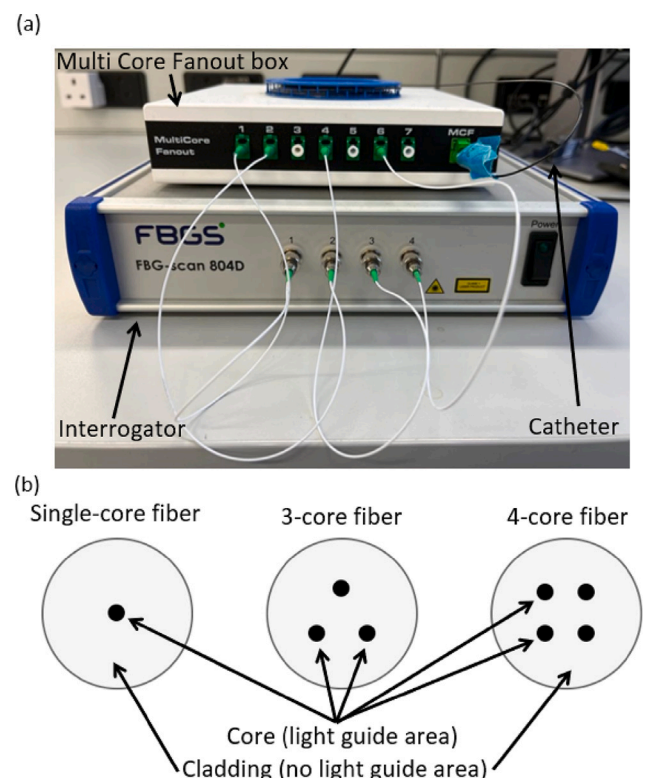 (a)
Multi Core Fanout box
1 2 3 4 5 6 7 MCF
MultiCore
Fanout
FBGS
FBG-scan 804D
1 2 3 4
Power
Interrogator
Catheter
(b)
Single-core fiber 3-core fiber 4-core fiber
Core (light guide area)
Cladding (no light guide area)